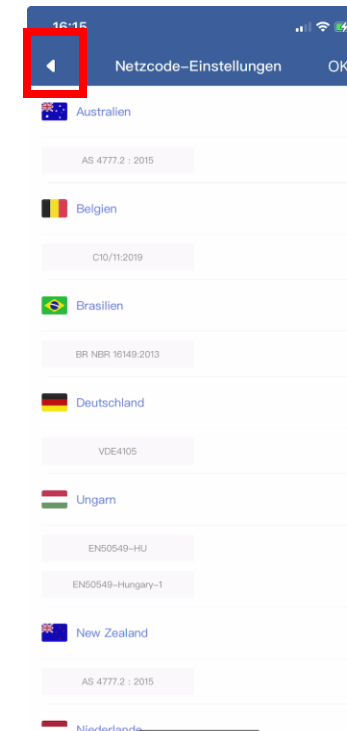 16:15
Netzcode-Einstellungen OK
Australien
AS 4777.2 : 2015
Belgien
C10/11:2019
Brasilien
BR NBR 16149:2013
Deutschland
VDE4105
Ungarn
EN50549-HU
EN50549-Hungary-1
New Zealand
AS 4777.2 : 2015
Niederlande